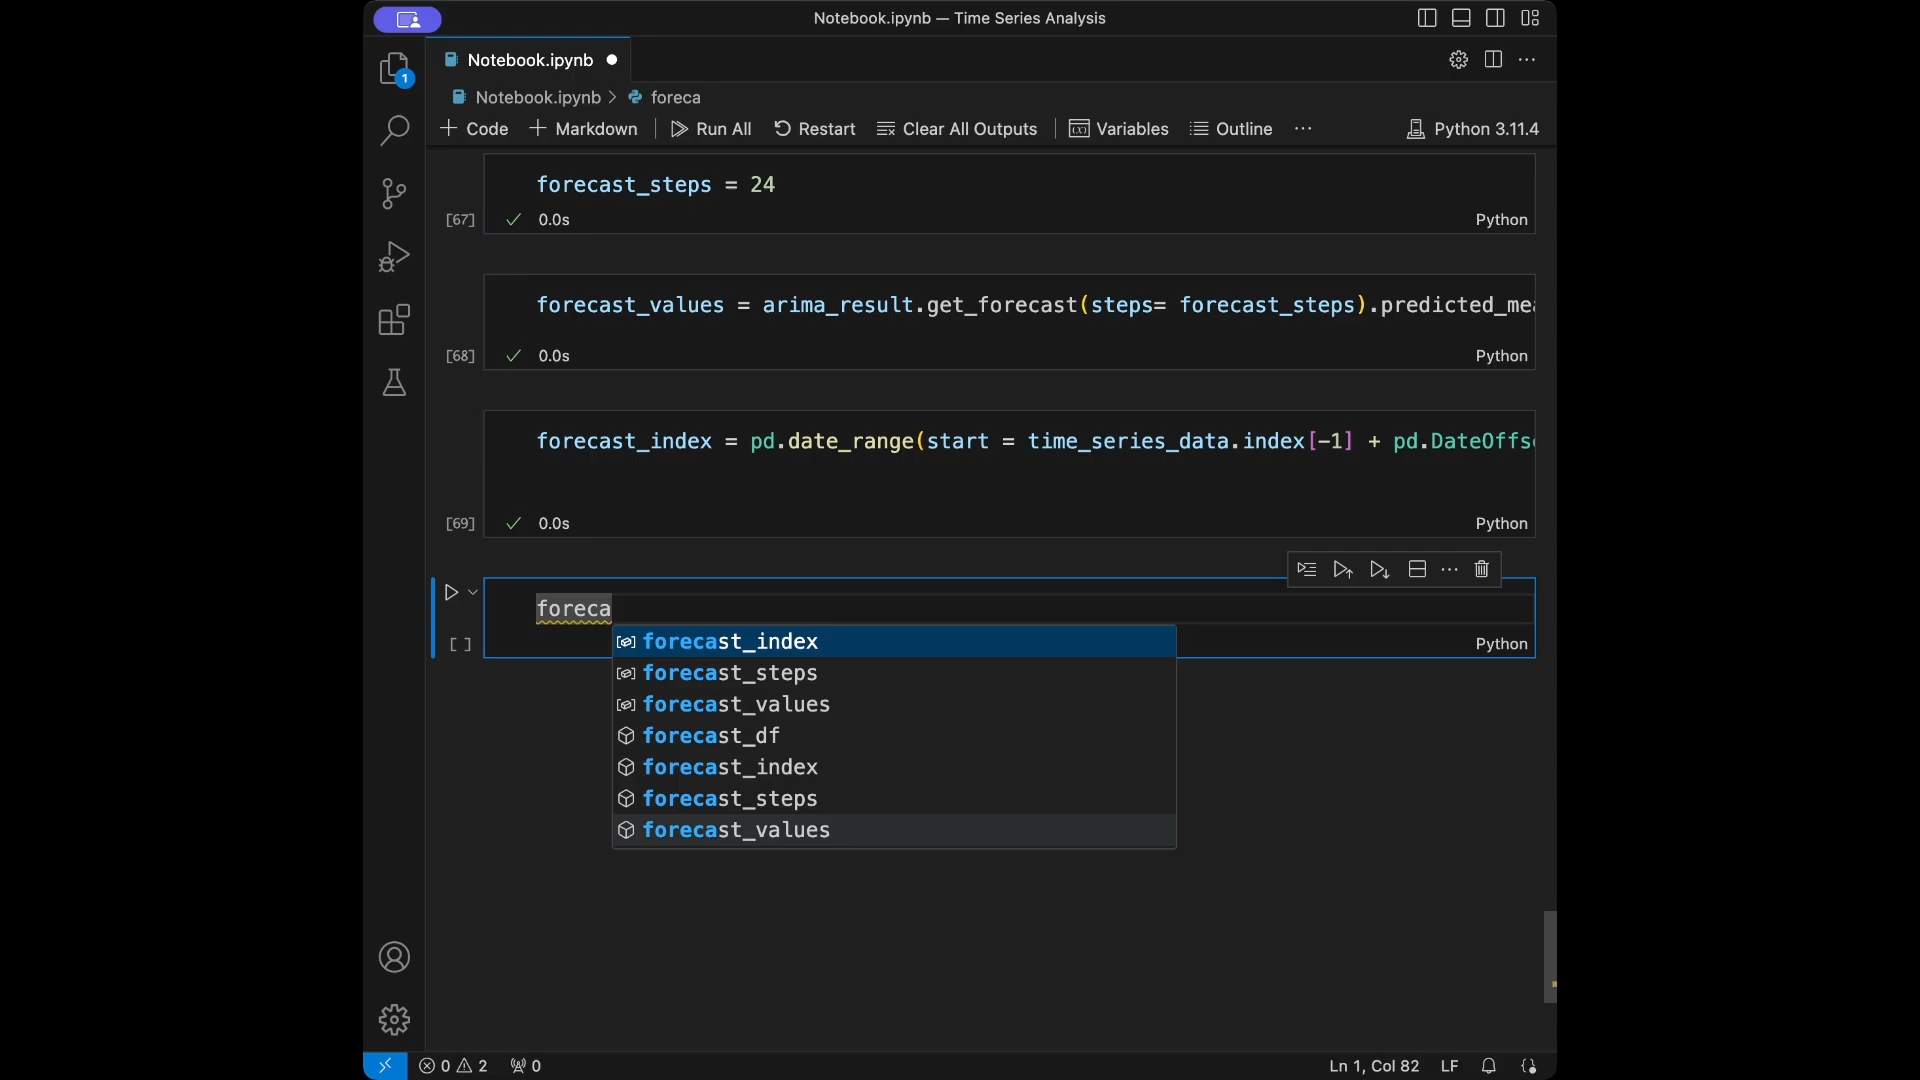 Notebook.ipynb — Time Series Analysis
Notebook.ipynb
1
Notebook.ipynb > foreca
+ Code + Markdown Run All Restart Clear All Outputs Variables Outline ... Python 3.11.4
forecast_steps = 24
[67] 0.0s Python
forecast_values = arima_result.get_forecast(steps= forecast_steps).predicted_mea
[68] 0.0s Python
forecast_index = pd.date_range(start = time_series_data.index[-1] + pd.DateOffse
[69] 0.0s Python
foreca
[ ] Python
forecast_index
forecast_steps
forecast_values
forecast_df
forecast_index
forecast_steps
forecast_values
0 2 0 Ln 1, Col 82 LF